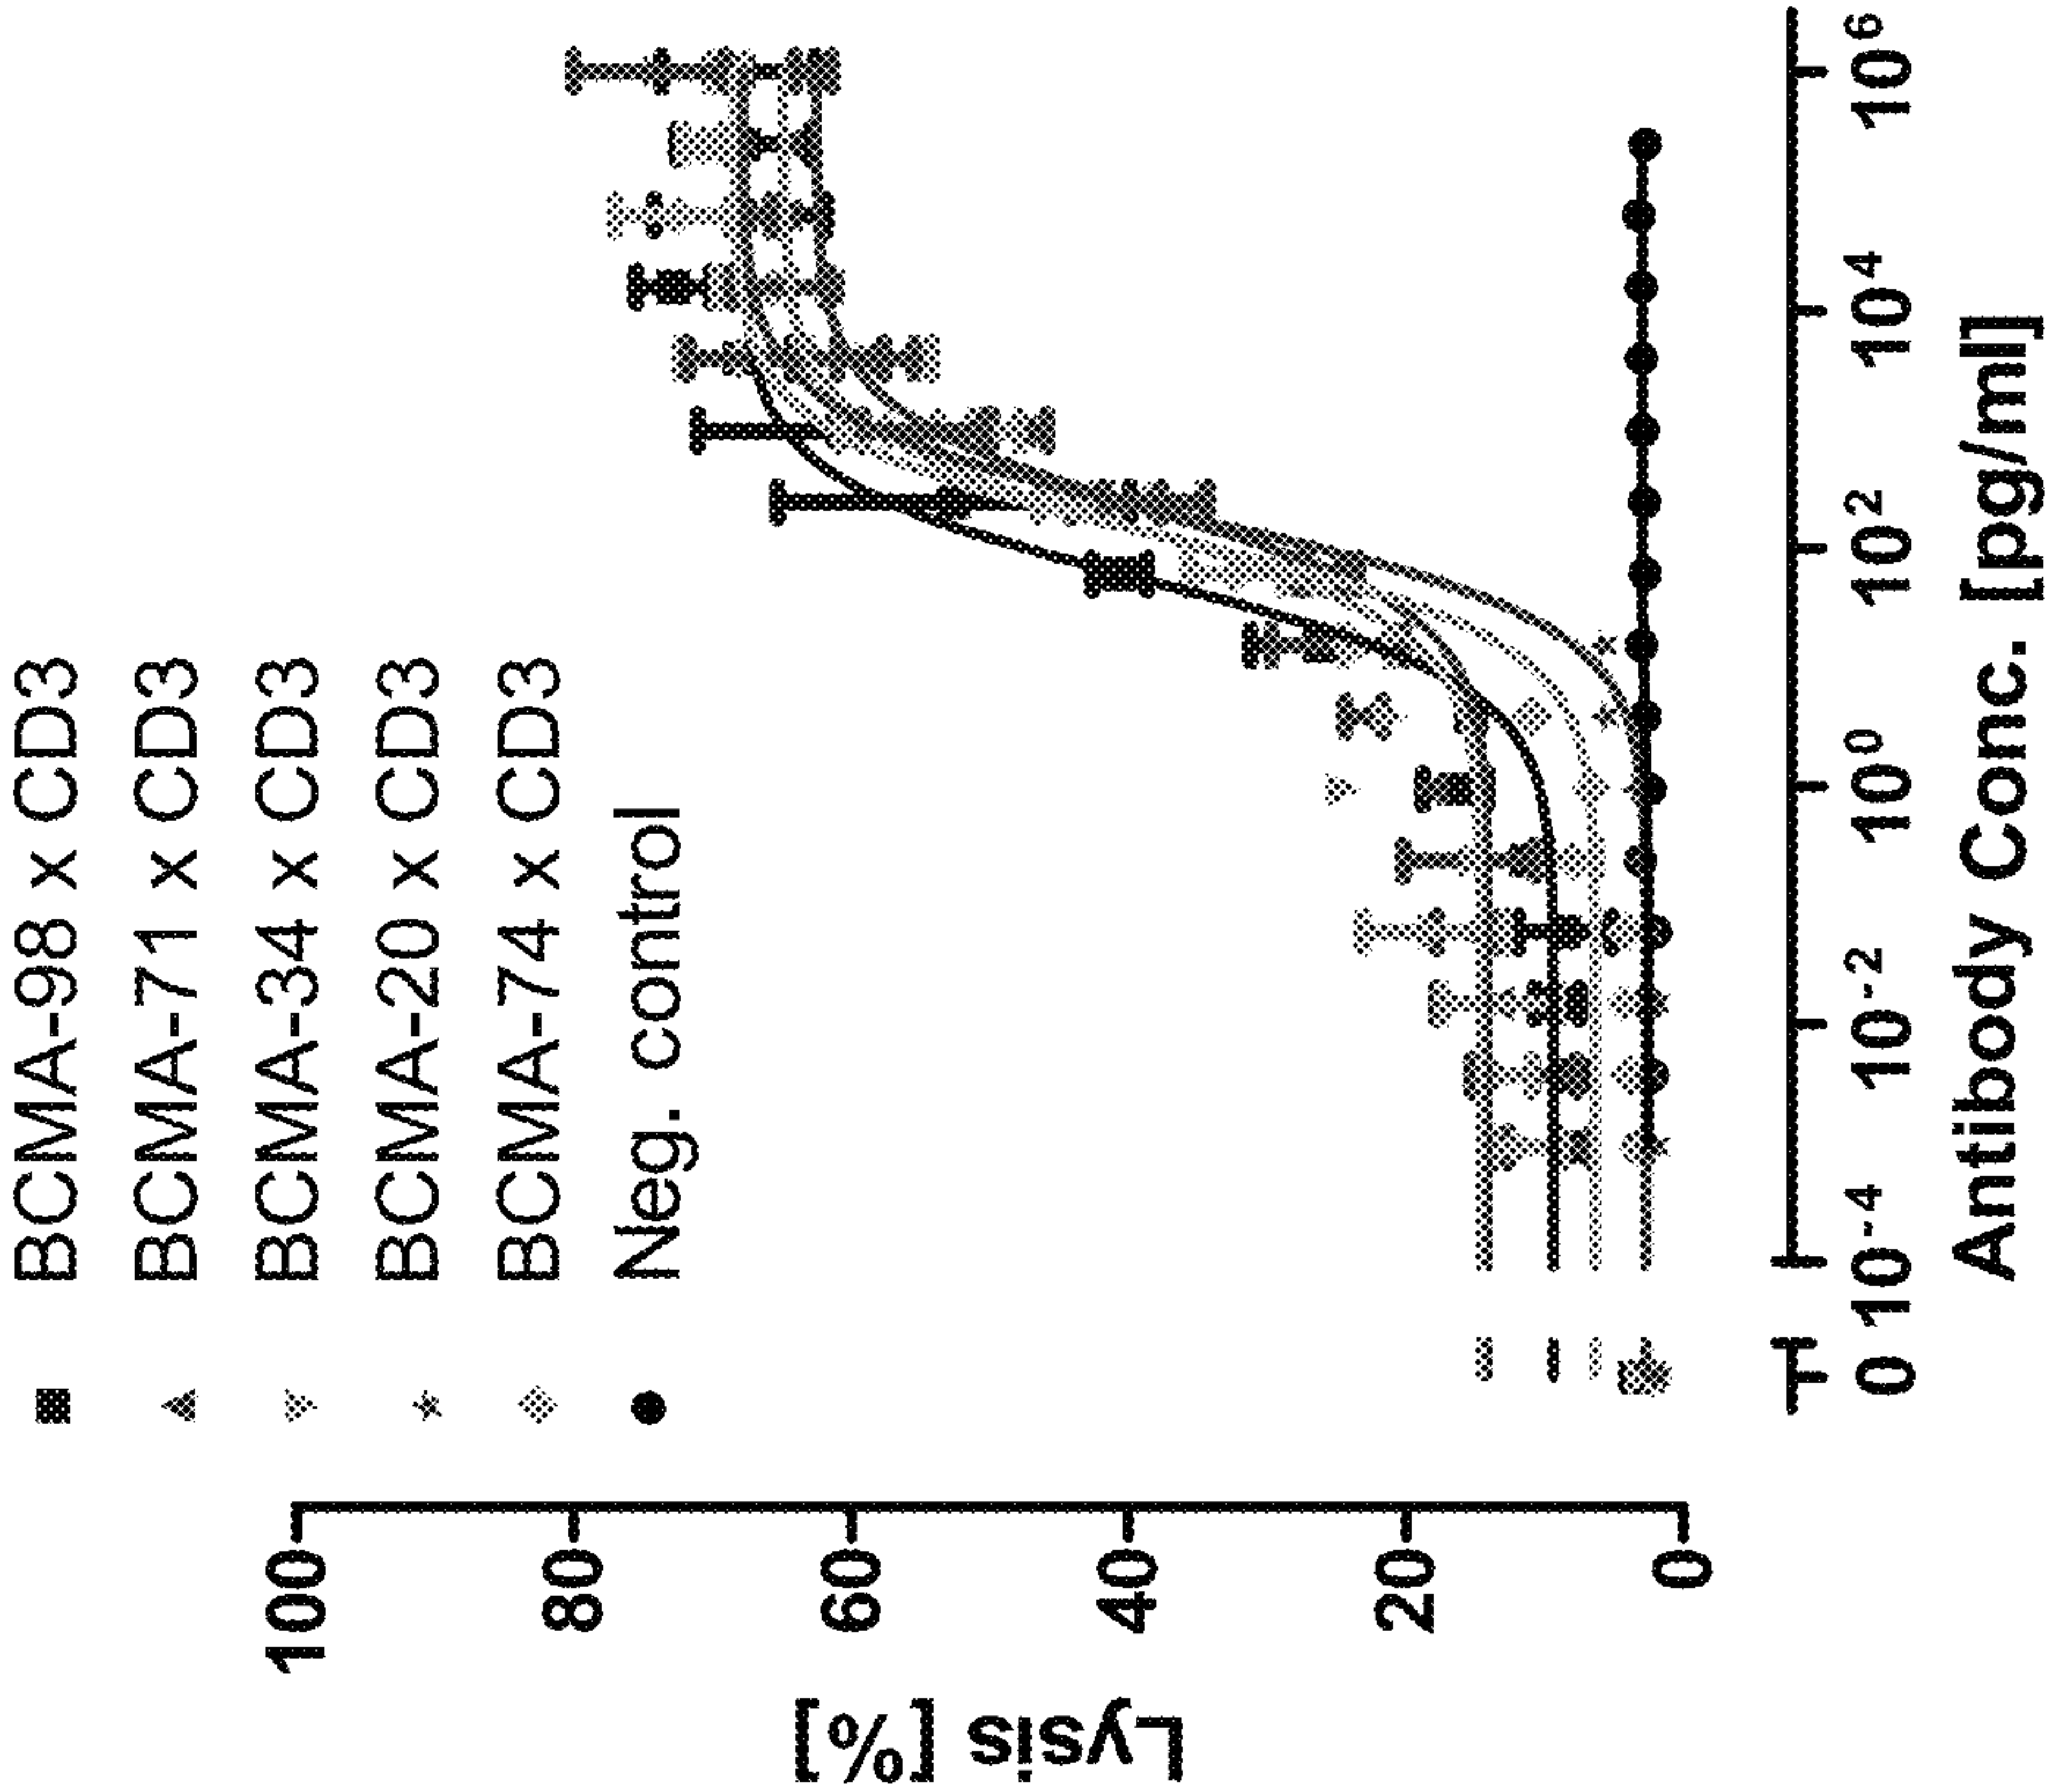 BCMA-98 x CD3
BCMA-71 x CD3
BCMA-34 x CD3
BCMA-20 x CD3
BCMA-74 x CD3
Neg. control
Lysis [%]
100
80
60
40
20
0
0 10-4 10-2 100 102 104 106
Antibody Conc. [pg/ml]